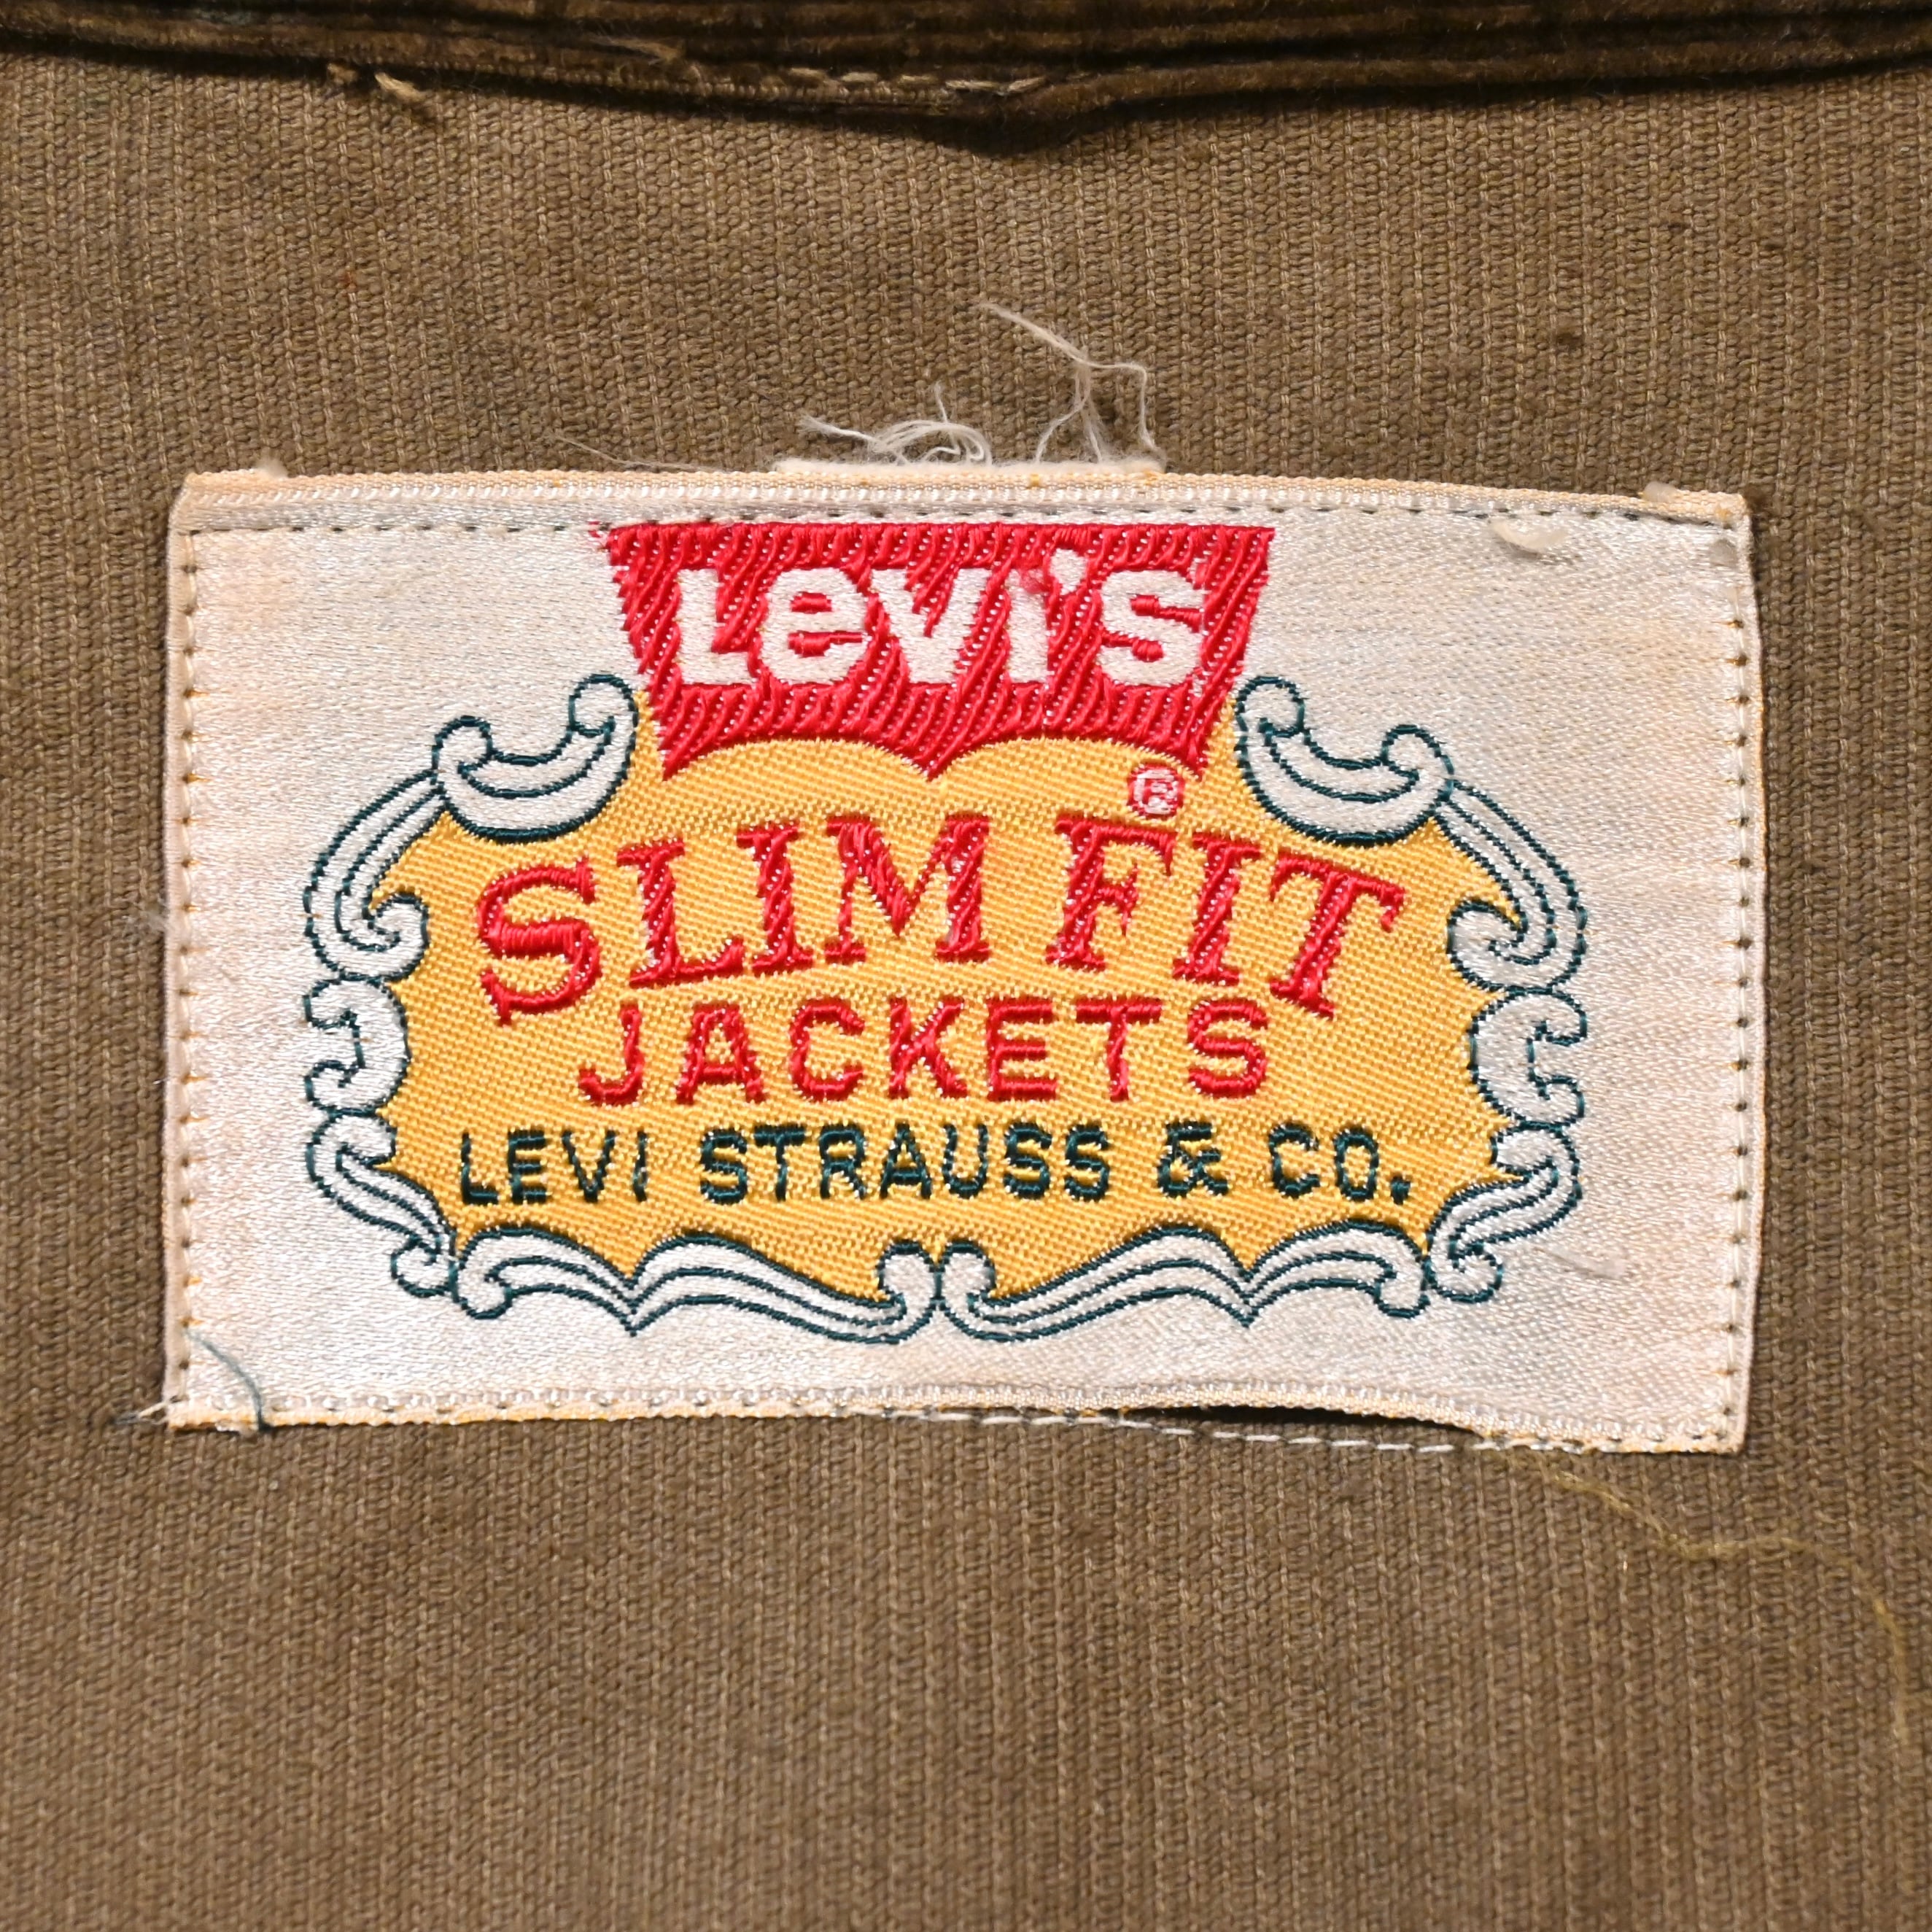 Levi's
®
SLIM FIT
JACKETS
LEVI STRAUSS & CO.